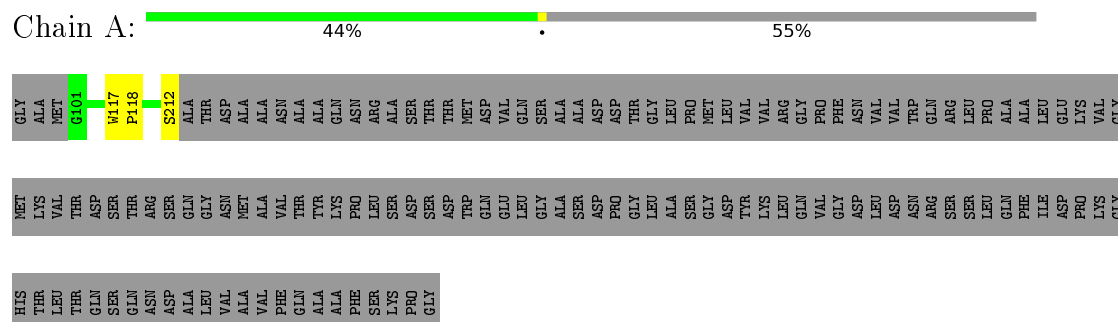 Chain A: 44% • 55%
GLY ALA MET G101 W117 P118 S212 ALA THR ASP ALA ALA ASN ALA ALA GLN ASN ARG ALA SER THR THR MET ASP VAL GLN SER ALA ALA ASP ASP THR GLY LEU PRO MET LEU VAL VAL ARG GLY PRO PHE ASN VAL VAL TRP GLN ARG LEU PRO ALA ALA LEU GLU LYS VAL GLY
MET LYS VAL THR ASP SER THR ARG SER GLN GLY ASN MET ALA VAL THR TYR LYS PRO LEU SER ASP SER ASP TRP GLN GLU LEU GLY ALA SER ASP PRO GLY LEU ALA SER GLY ASP TYR LYS LEU GLN VAL GLY ASP LEU ASP ASN ARG SER SER LEU GLN PHE ILE ASP PRO LYS GLY
HIS THR LEU THR GLN SER GLN ASN ASP ALA LEU VAL ALA VAL PHE GLN ALA ALA PHE SER LYS PRO GLY